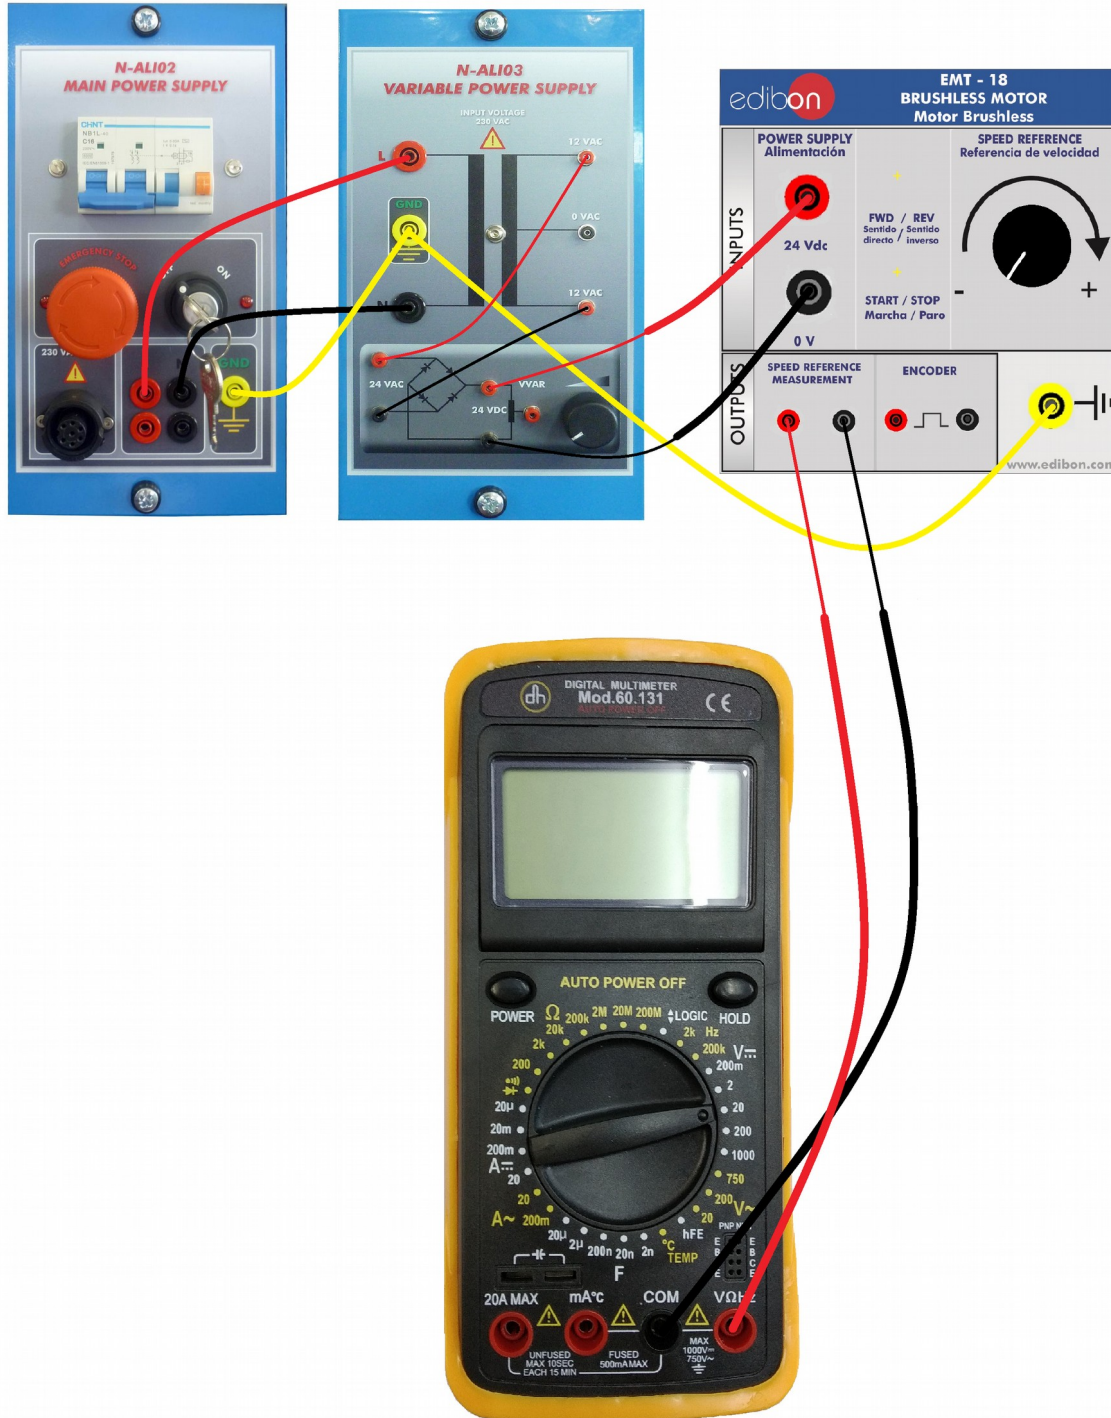 N-ALI02
MAIN POWER SUPPLY
CHNT
NB1L
C16
EMERGENCY STOP
ON
230 VAC
N
GND
N-ALI03
VARIABLE POWER SUPPLY
INPUT VOLTAGE
230 VAC
12 VAC
L
GND
0 VAC
N
12 VAC
24 VAC
VVAR
24 VDC
edibon
EMT - 18
BRUSHLESS MOTOR
Motor Brushless
INPUTS
POWER SUPPLY
Alimentación
24 Vdc
0 V
FWD / REV
Sentido / Sentido
directo / inverso
START / STOP
Marcha / Paro
SPEED REFERENCE
Referencia de velocidad
- +
OUTPUTS
SPEED REFERENCE
MEASUREMENT
ENCODER
www.edibon.com
dh
DIGITAL MULTIMETER
Mod.60.131
AUTO POWER OFF
CE
AUTO POWER OFF
POWER
HOLD
Ω
200
2k
20k
200k
2M
20M
200M
LOGIC
2k
Hz
200k
V⎓
200m
2
20
200
1000
750
200
V~
20
hFE
°C
TEMP
2n
20n
200n
2µ
20µ
F
A~
200m
20
20
A⎓
200m
20m
20µ
PNP N
E E
B B
C C
E E
20A MAX
mA°C
COM
VΩHz
UNFUSED
MAX 10SEC
EACH 15 MIN
FUSED
500mA MAX
MAX
1000V⎓
750V~